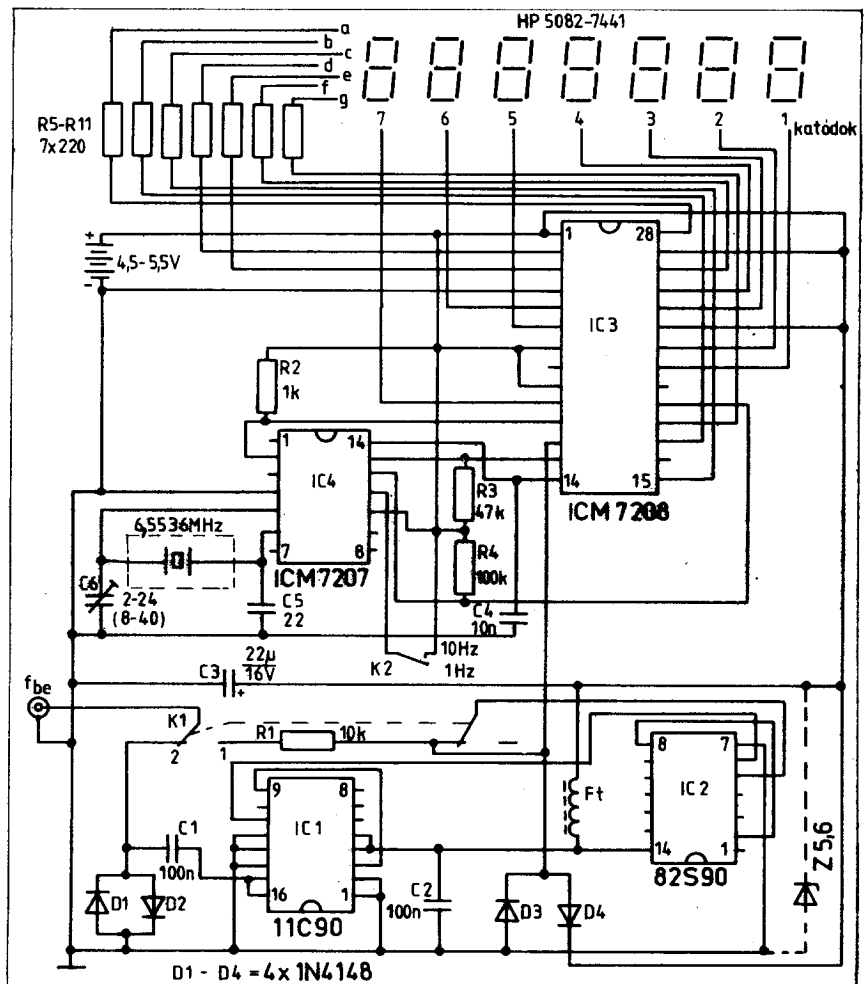 HP 5082-7441
a
b
c
d
e
f
g
R5-R11
7x220
7 6 5 4 3 2 1
katódok
+
4,5-5,5V
-
1 28
IC3
14 15
ICM 7208
R2
1k
1 14
IC4
7 8
ICM7207
R3
47k
R4
100k
6,5536MHz
C6
2-24
(8-40)
C5
22
C4
10n
K2
10Hz
1Hz
C3
22µ
16V
+
fbe
K1
2 1
R1 10k
9 8
IC1
16 1
11C90
8 7
IC2
14 1
82S90
Ft
Z 5,6
C1
100n
C2
100n
D1 D2
D3 D4
D1 - D4 = 4x 1N4148